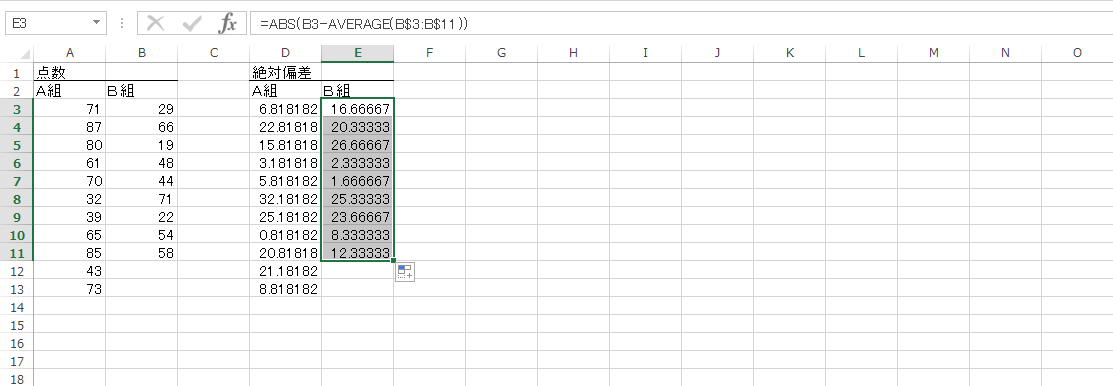 E3 fx =ABS(B3-AVERAGE(B$3:B$11))
A B C D E F G H I J K L M N O
1 点数 絶対偏差
2 A組 B組 A組 B組
3 71 29 6.818182 16.66667
4 87 66 22.81818 20.33333
5 80 19 15.81818 26.66667
6 61 48 3.181818 2.333333
7 70 44 5.818182 1.666667
8 32 71 32.18182 25.33333
9 39 22 25.18182 23.66667
10 65 54 0.818182 8.333333
11 85 58 20.81818 12.33333
12 43 21.18182
13 73 8.818182
14
15
16
17
18